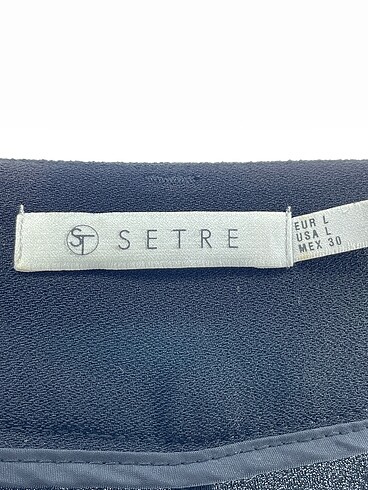 ST SETRE
EUR L
USA L
MEX 30